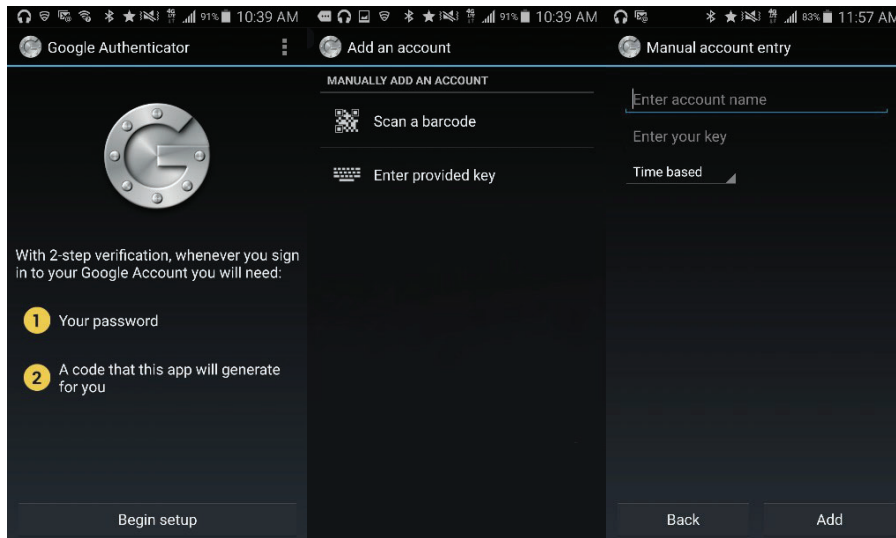 91% 10:39 AM
Google Authenticator
With 2-step verification, whenever you sign
in to your Google Account you will need:
1 Your password
2 A code that this app will generate
for you
Begin setup
91% 10:39 AM
Add an account
MANUALLY ADD AN ACCOUNT
Scan a barcode
Enter provided key
83% 11:57 AM
Manual account entry
Enter account name
Enter your key
Time based
Back Add